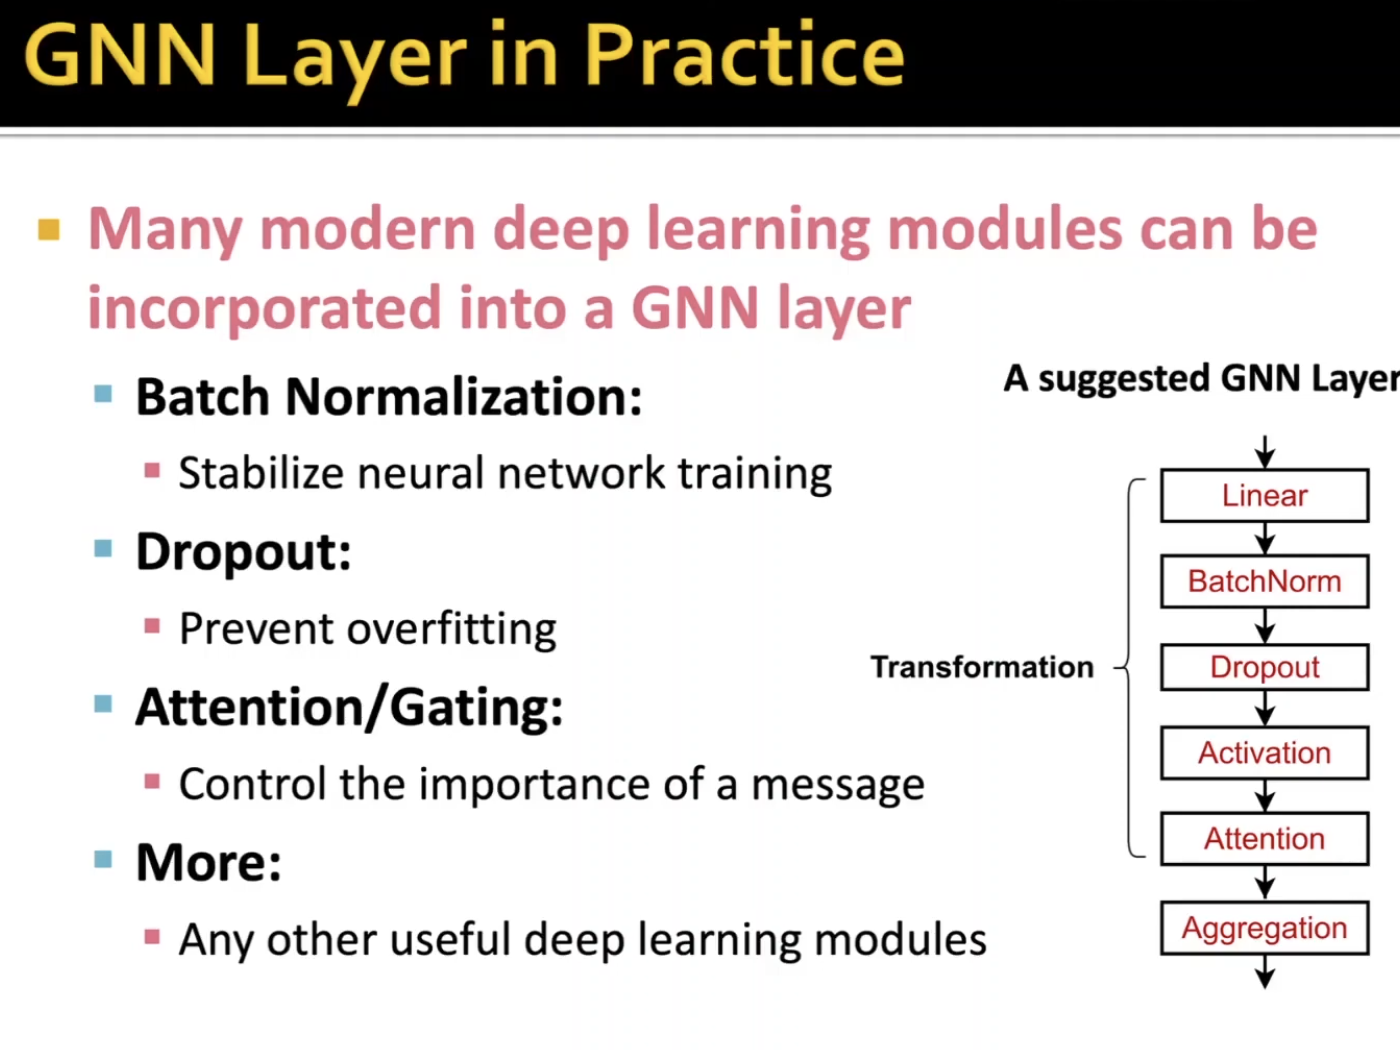 GNN Layer in Practice
Many modern deep learning modules can be
incorporated into a GNN layer
Batch Normalization:
Stabilize neural network training
Dropout:
Prevent overfitting
Attention/Gating:
Control the importance of a message
More:
Any other useful deep learning modules
A suggested GNN Layer
Transformation
Linear
BatchNorm
Dropout
Activation
Attention
Aggregation